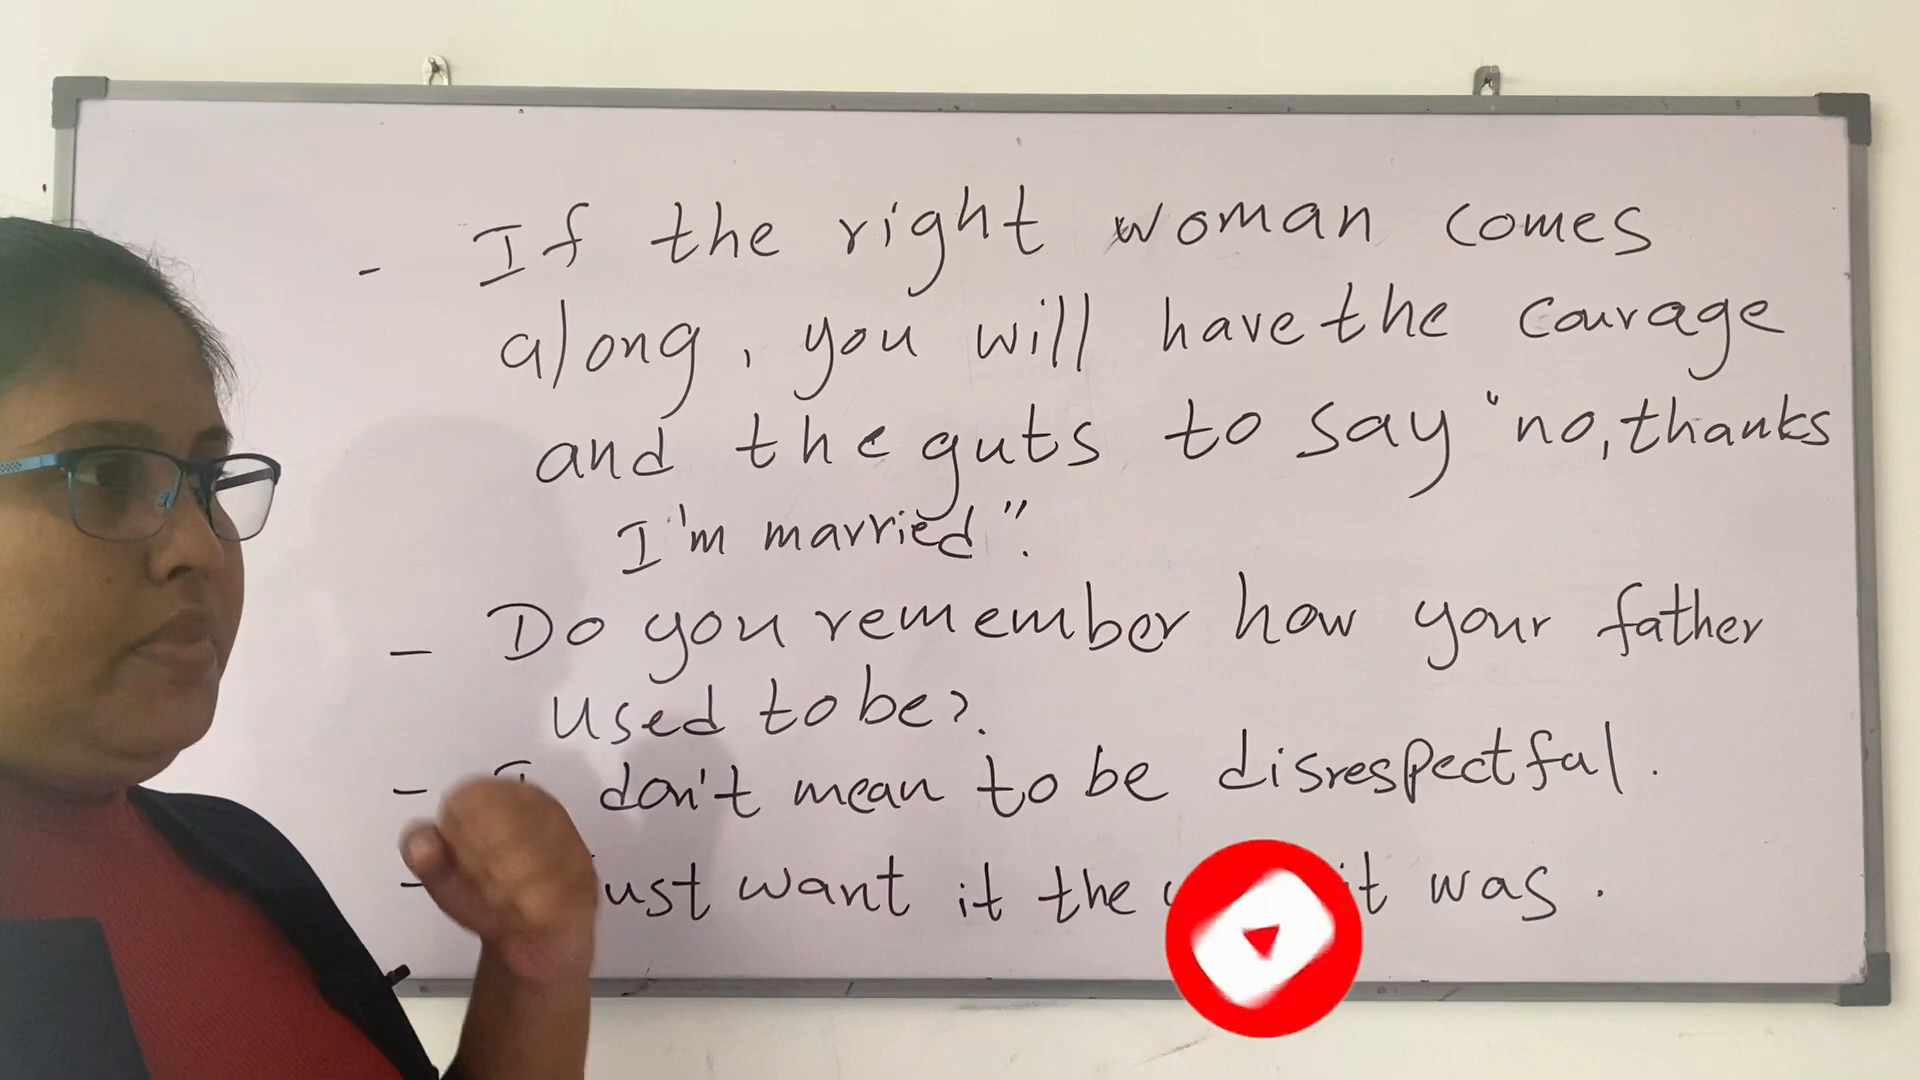 - If the right woman comes
along, you will have the courage
and the guts to say "no, thanks
I'm married".
- Do you remember how your father
used to be?
- I don't mean to be disrespectful.
- want it the it was.